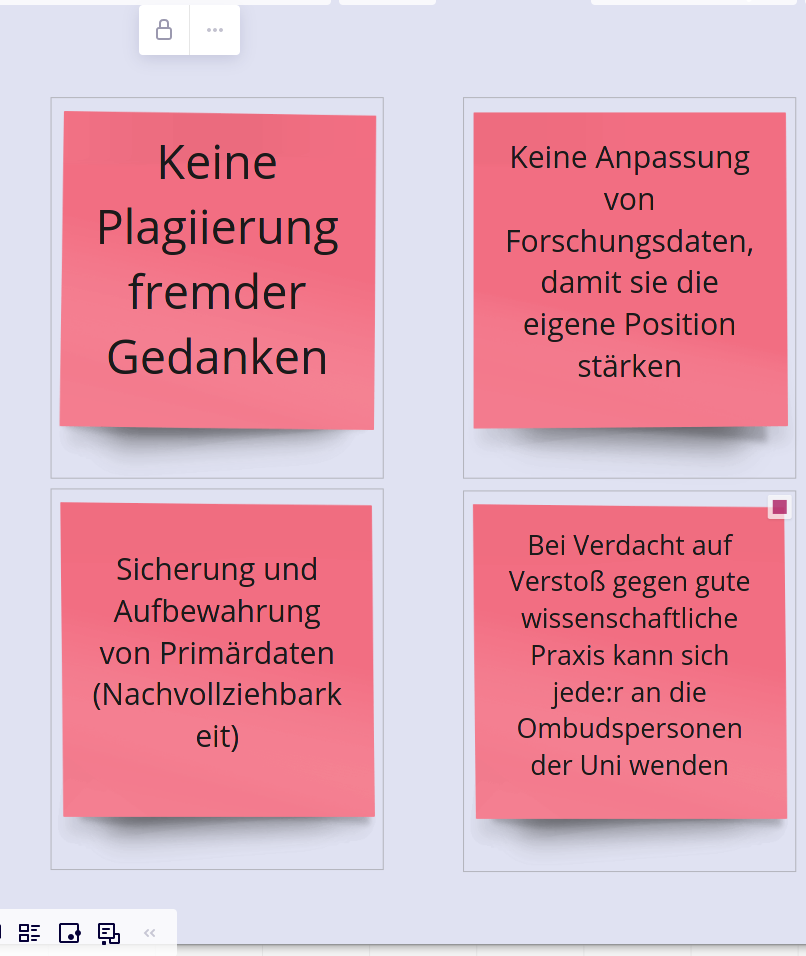 Keine
Plagiierung
fremder
Gedanken
Keine Anpassung
von
Forschungsdaten,
damit sie die
eigene Position
stärken
Sicherung und
Aufbewahrung
von Primärdaten
(Nachvollziehbark
eit)
Bei Verdacht auf
Verstoß gegen gute
wissenschaftliche
Praxis kann sich
jede:r an die
Ombudspersonen
der Uni wenden